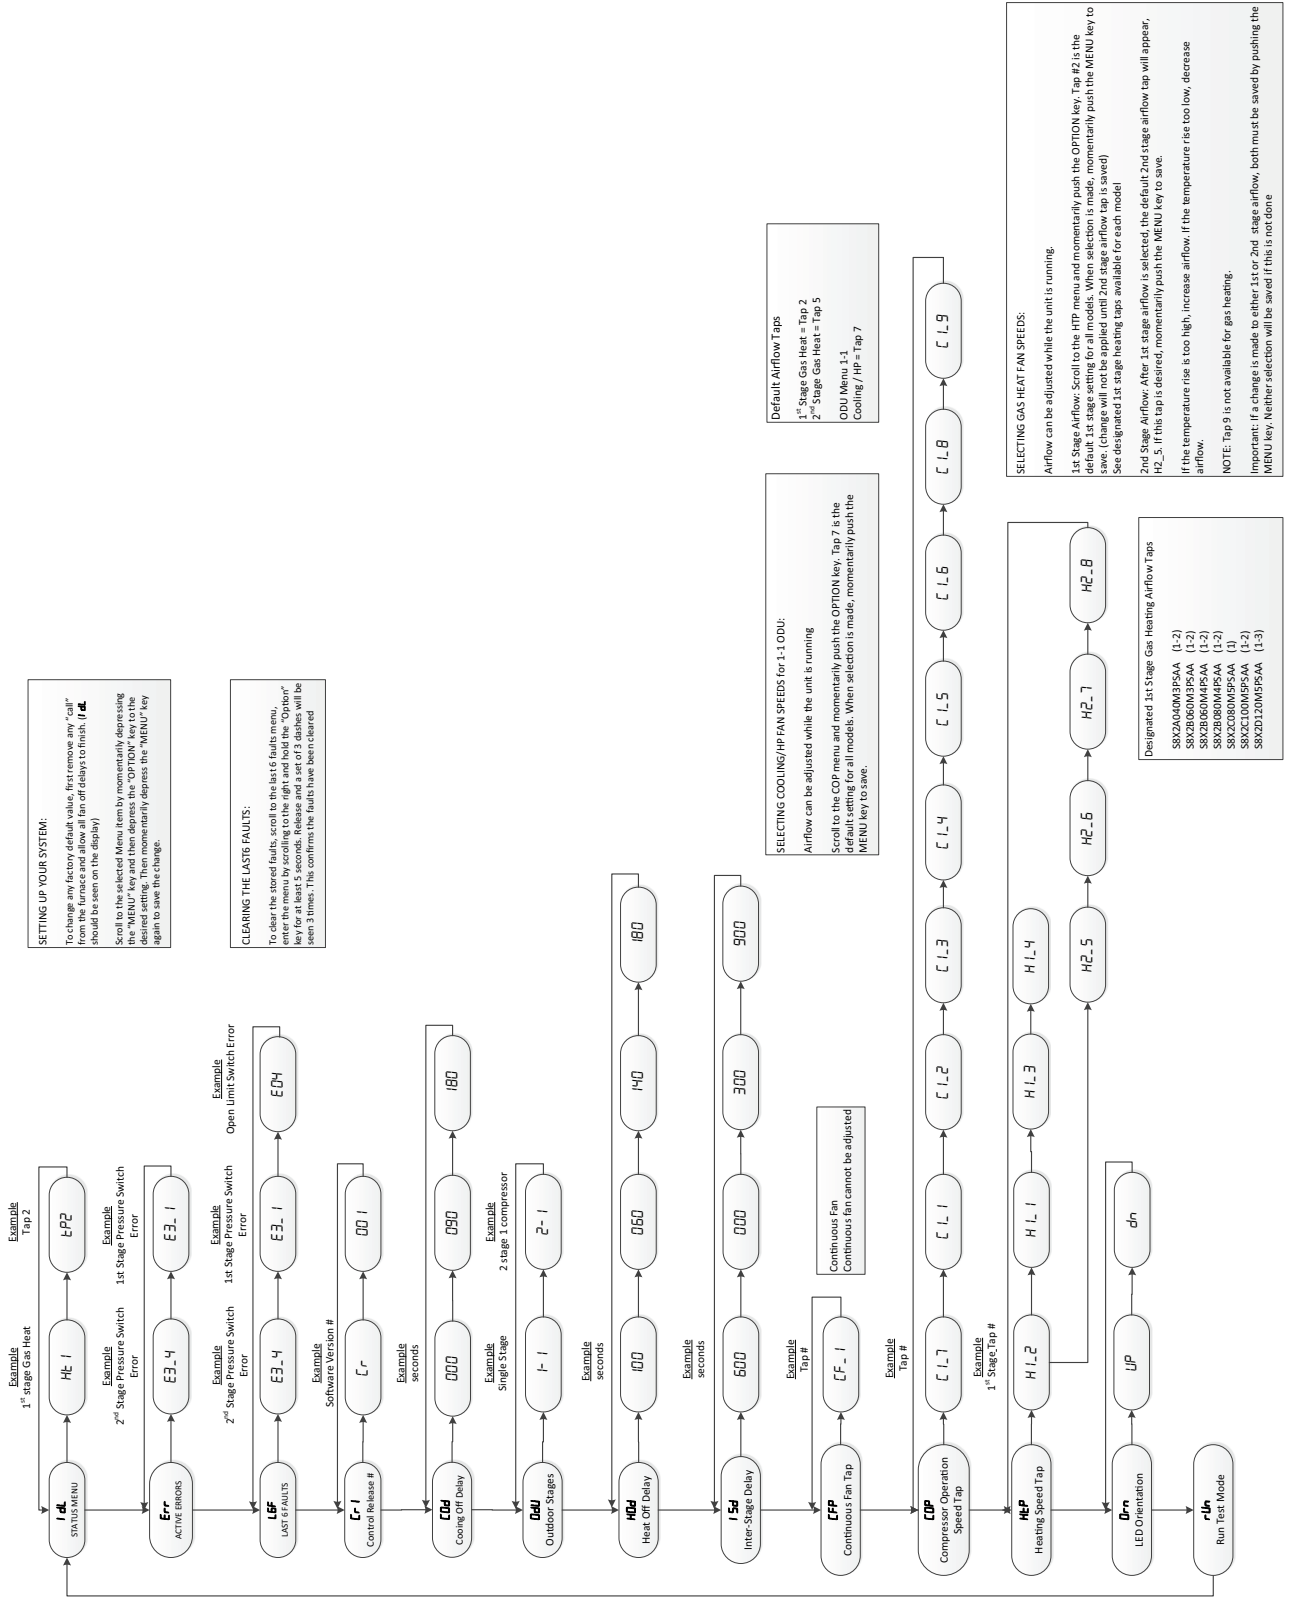 Example
1st stage Gas Heat
Example
Tap 2
IdL
STATUS MENU
Ht1
tP2
SETTING UP YOUR SYSTEM:
To change any factory default value, first remove any “call”
from the furnace and allow all fan off delays to finish. (IdL
should be seen on the display)
Scroll to the selected Menu item by momentarily depressing
the “MENU” key and then depress the “OPTION” key to the
desired setting. Then momentarily depress the “MENU” key
again to save the change.
Example
2nd Stage Pressure Switch
Error
Example
1st Stage Pressure Switch
Error
Err
ACTIVE ERRORS
E3_4
E3_1
Example
2nd Stage Pressure Switch
Error
Example
1st Stage Pressure Switch
Error
Example
Open Limit Switch Error
L6F
LAST 6 FAULTS
E3_4
E3_1
E04
CLEARING THE LAST6 FAULTS:
To clear the stored faults, scroll to the last 6 faults menu,
enter the menu by scrolling to the right and hold the “Option”
key for at least 5 seconds. Release and a set of 3 dashes will be
seen 3 times. This confirms the faults have been cleared
Example
Software Version #
Cr1
Control Release #
Cr
001
Example
seconds
C0d
Cooing Off Delay
000
090
180
Example
Single Stage
Example
2 stage 1 compressor
0dU
Outdoor Stages
1-1
2-1
Example
seconds
H0d
Heat Off Delay
100
060
140
180
Example
seconds
ISd
Inter-Stage Delay
600
000
300
900
Example
Tap #
CFP
Continuous Fan Tap
CF_1
Continuous Fan
Continuous fan cannot be adjusted
SELECTING COOLING/HP FAN SPEEDS for 1-1 ODU:
Airflow can be adjusted while the unit is running
Scroll to the COP menu and momentarily push the OPTION key. Tap 7 is the
default setting for all models. When selection is made, momentarily push the
MENU key to save.
Default Airflow Taps
1st Stage Gas Heat = Tap 2
2nd Stage Gas Heat = Tap 5
ODU Menu 1-1
Cooling / HP = Tap 7
Example
Tap #
C0P
Compressor Operation
Speed Tap
C1_7
C1_1
C1_2
C1_3
C1_4
C1_5
C1_6
C1_8
C1_9
Example
1st Stage Tap #
HtP
Heating Speed Tap
H1_2
H1_1
H1_3
H1_4
H2_5
H2_6
H2_7
H2_8
0rn
LED Orientation
UP
dn
rUn
Run Test Mode
Designated 1st Stage Gas Heating Airflow Taps
S8X2A040M3PSAA (1-2)
S8X2B060M3PSAA (1-2)
S8X2B060M4PSAA (1-2)
S8X2B080M4PSAA (1-2)
S8X2C080M5PSAA (1)
S8X2C100M5PSAA (1-2)
S8X2D120M5PSAA (1-3)
SELECTING GAS HEAT FAN SPEEDS:
Airflow can be adjusted while the unit is running.
1st Stage Airflow: Scroll to the HTP menu and momentarily push the OPTION key. Tap #2 is the
default 1st stage setting for all models. When selection is made, momentarily push the MENU key to
save. (change will not be applied until 2nd stage airflow tap is saved)
See designated 1st stage heating taps available for each model
2nd Stage Airflow: After 1st stage airflow is selected, the default 2nd stage airflow tap will appear,
H2_5. If this tap is desired, momentarily push the MENU key to save.
If the temperature rise is too high, increase airflow. If the temperature rise too low, decrease
airflow.
NOTE: Tap 9 is not available for gas heating.
Important: If a change is made to either 1st or 2nd stage airflow, both must be saved by pushing the
MENU key. Neither selection will be saved if this is not done